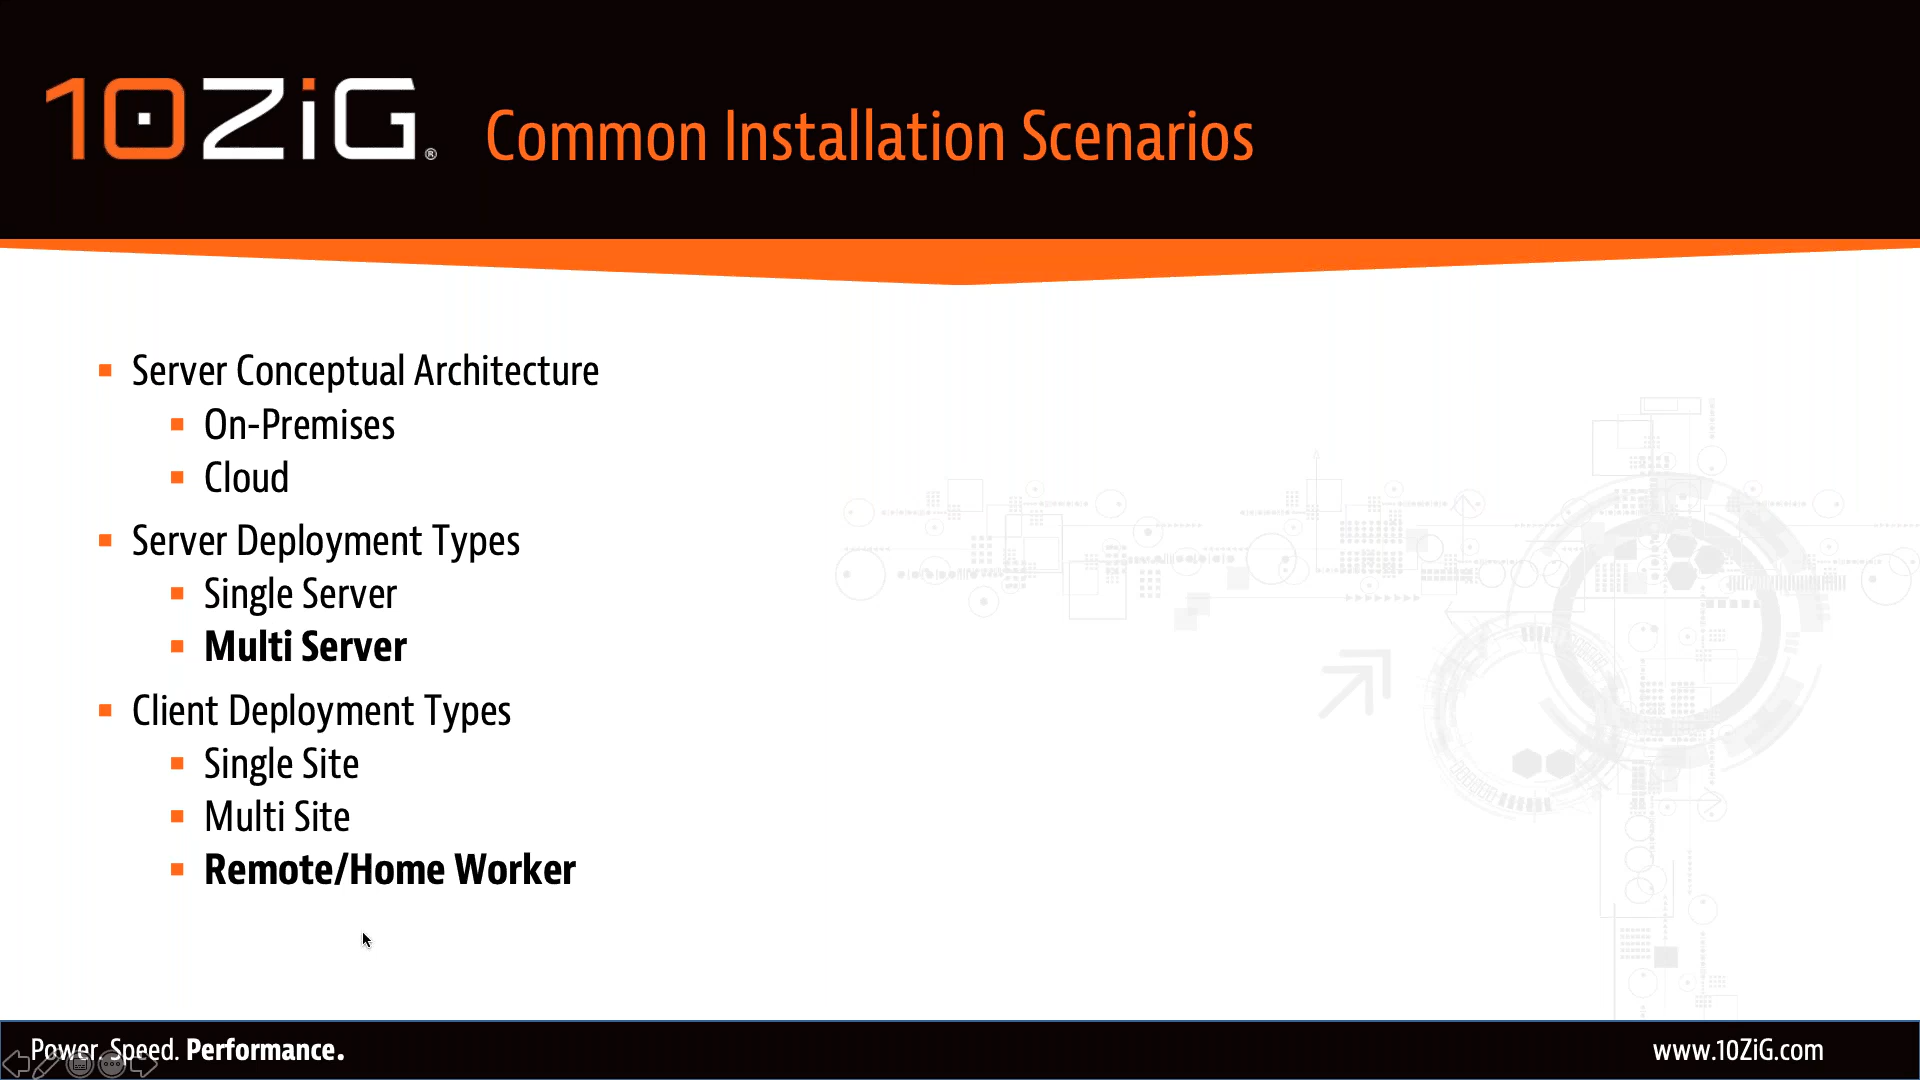 10ZiG®
Common Installation Scenarios
Server Conceptual Architecture
On-Premises
Cloud
Server Deployment Types
Single Server
Multi Server
Client Deployment Types
Single Site
Multi Site
Remote/Home Worker
Power. Speed. Performance.
www.10ZiG.com